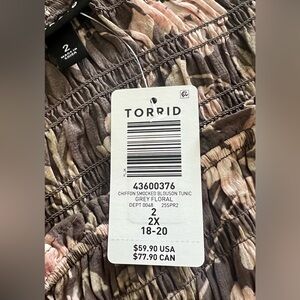 2
TORRID
43600376
CHIFFON SMOCKED BLOUSON TUNIC
GREY FLORAL
DEPT 0048 25SPR2
2
2X
18-20
$59.90 USA
$77.90 CAN